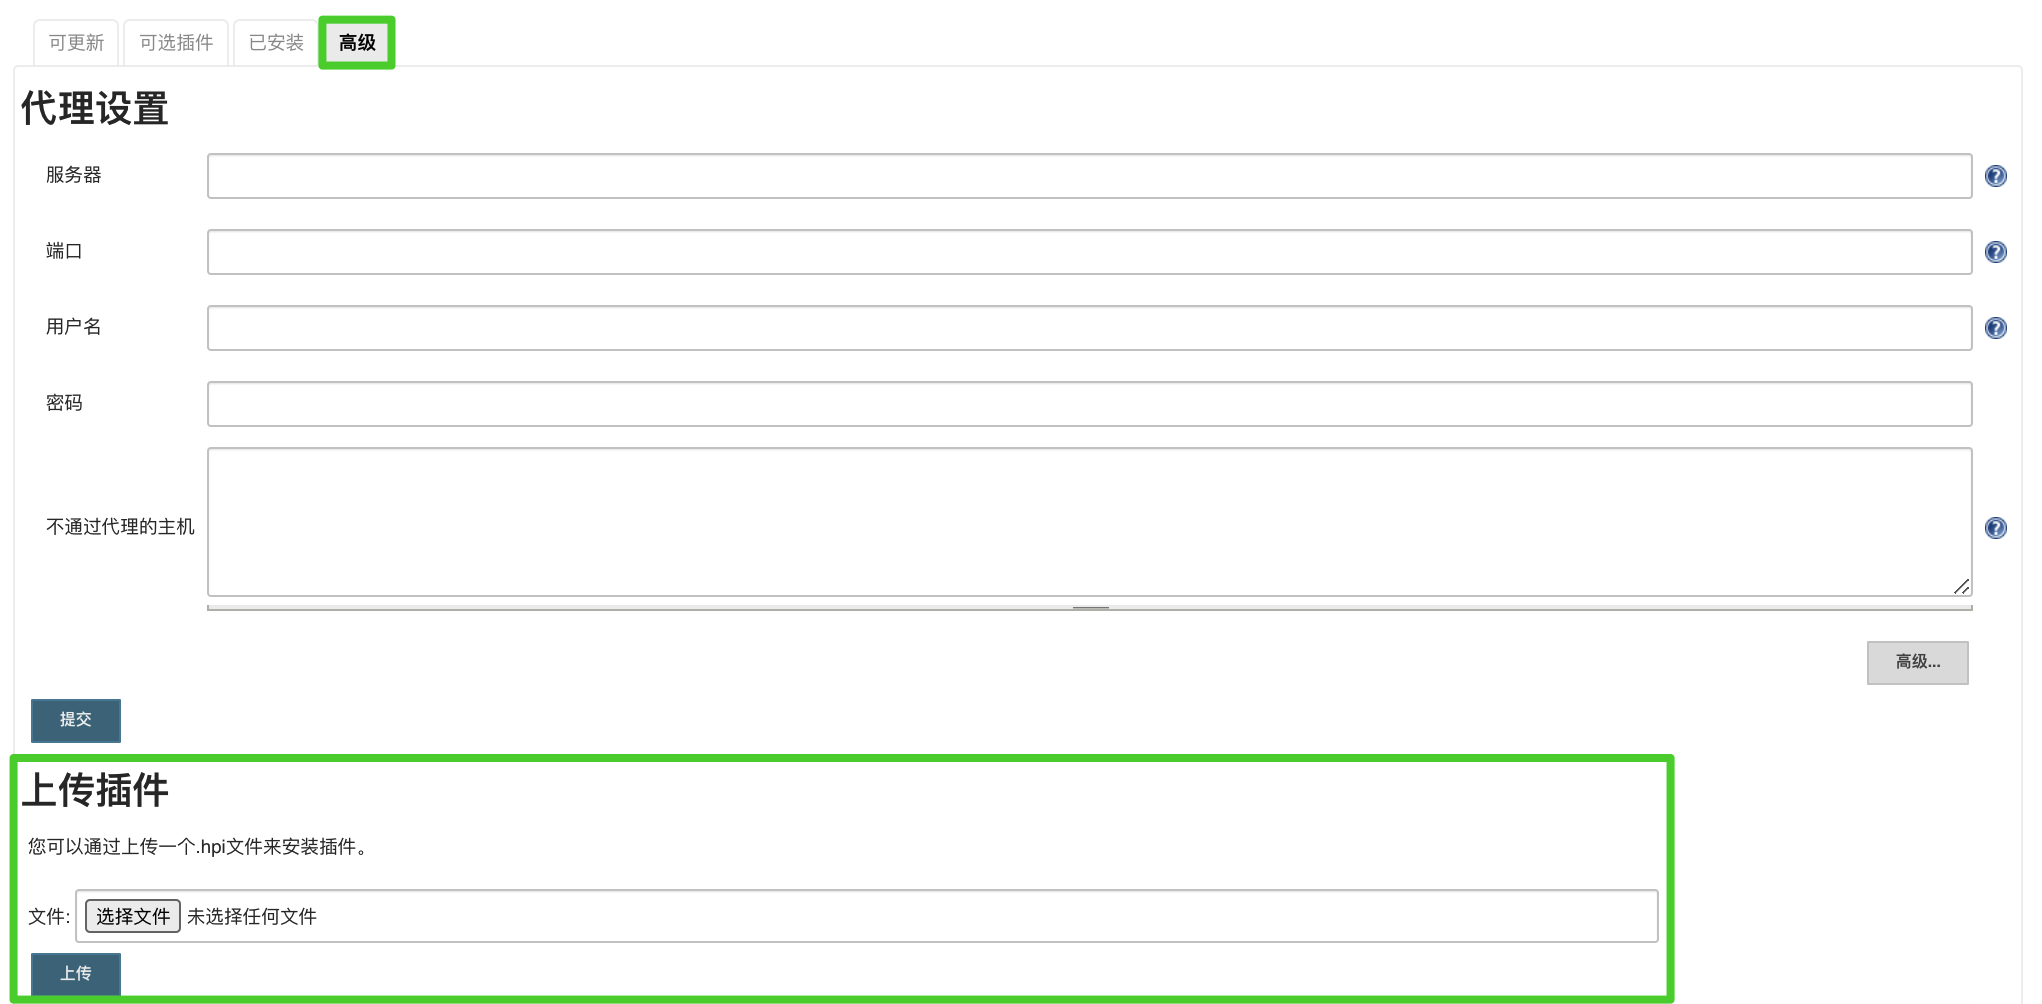 可更新 可选插件 已安装 高级
代理设置
服务器
端口
用户名
密码
不通过代理的主机
高级...
提交
上传插件
您可以通过上传一个.hpi文件来安装插件。
文件: 选择文件 未选择任何文件
上传